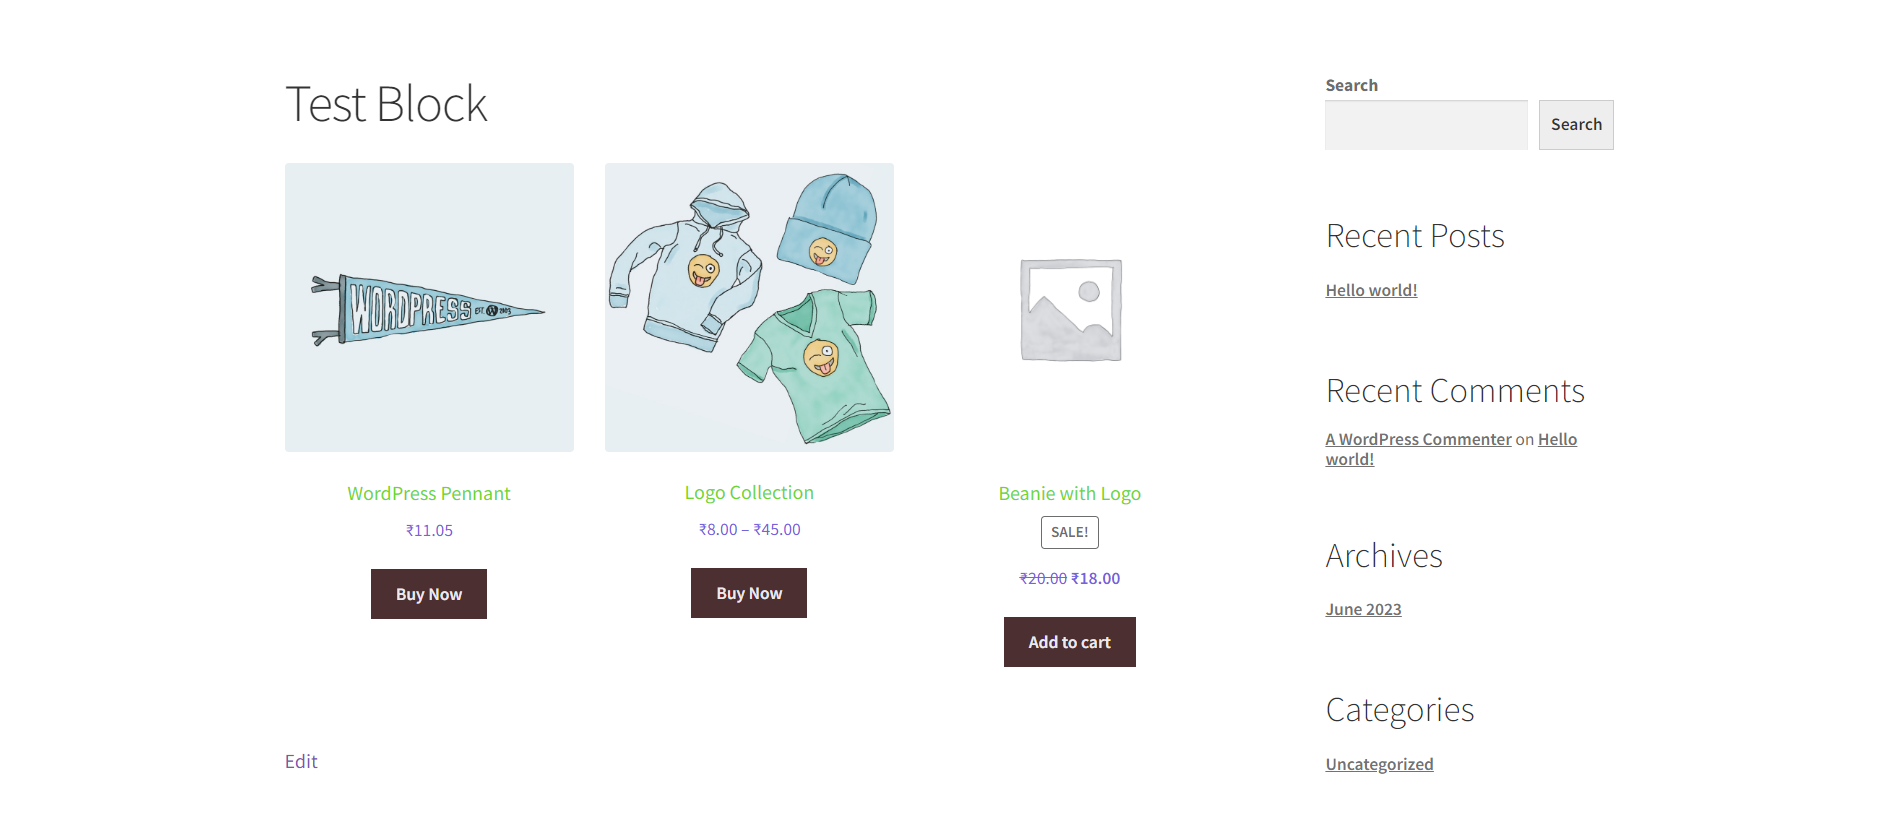 Test Block
WORDPRESS EST. 2003
WordPress Pennant
₹11.05
Buy Now
Logo Collection
₹8.00 – ₹45.00
Buy Now
Beanie with Logo
SALE!
₹20.00 ₹18.00
Add to cart
Edit
Search
Search
Recent Posts
Hello world!
Recent Comments
A WordPress Commenter on Hello
world!
Archives
June 2023
Categories
Uncategorized